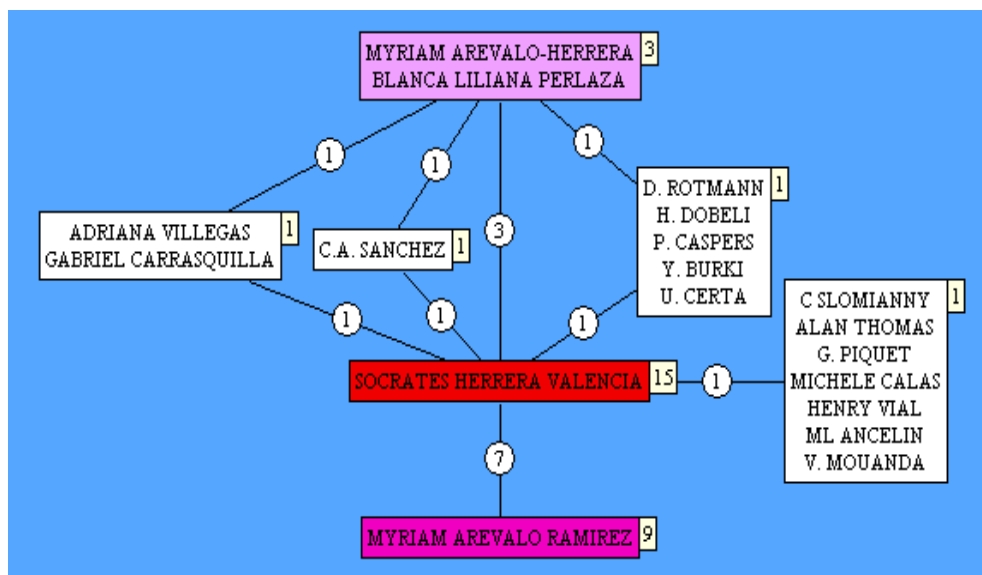 MYRIAM AREVALO-HERRERA 3
BLANCA LILIANA PERLAZA
1
1
1
3
ADRIANA VILLEGAS 1
GABRIEL CARRASQUILLA
C.A. SANCHEZ 1
D. ROTMANN 1
H. DOBELI
P. CASPERS
Y. BURKI
U. CERTA
1
1
1
C SLOMIANNY 1
ALAN THOMAS
G. PIQUET
MICHELE CALAS
HENRY VIAL
ML ANCELIN
V. MOUANDA
SOCRATES HERRERA VALENCIA 15
1
7
MYRIAM AREVALO RAMIREZ 9